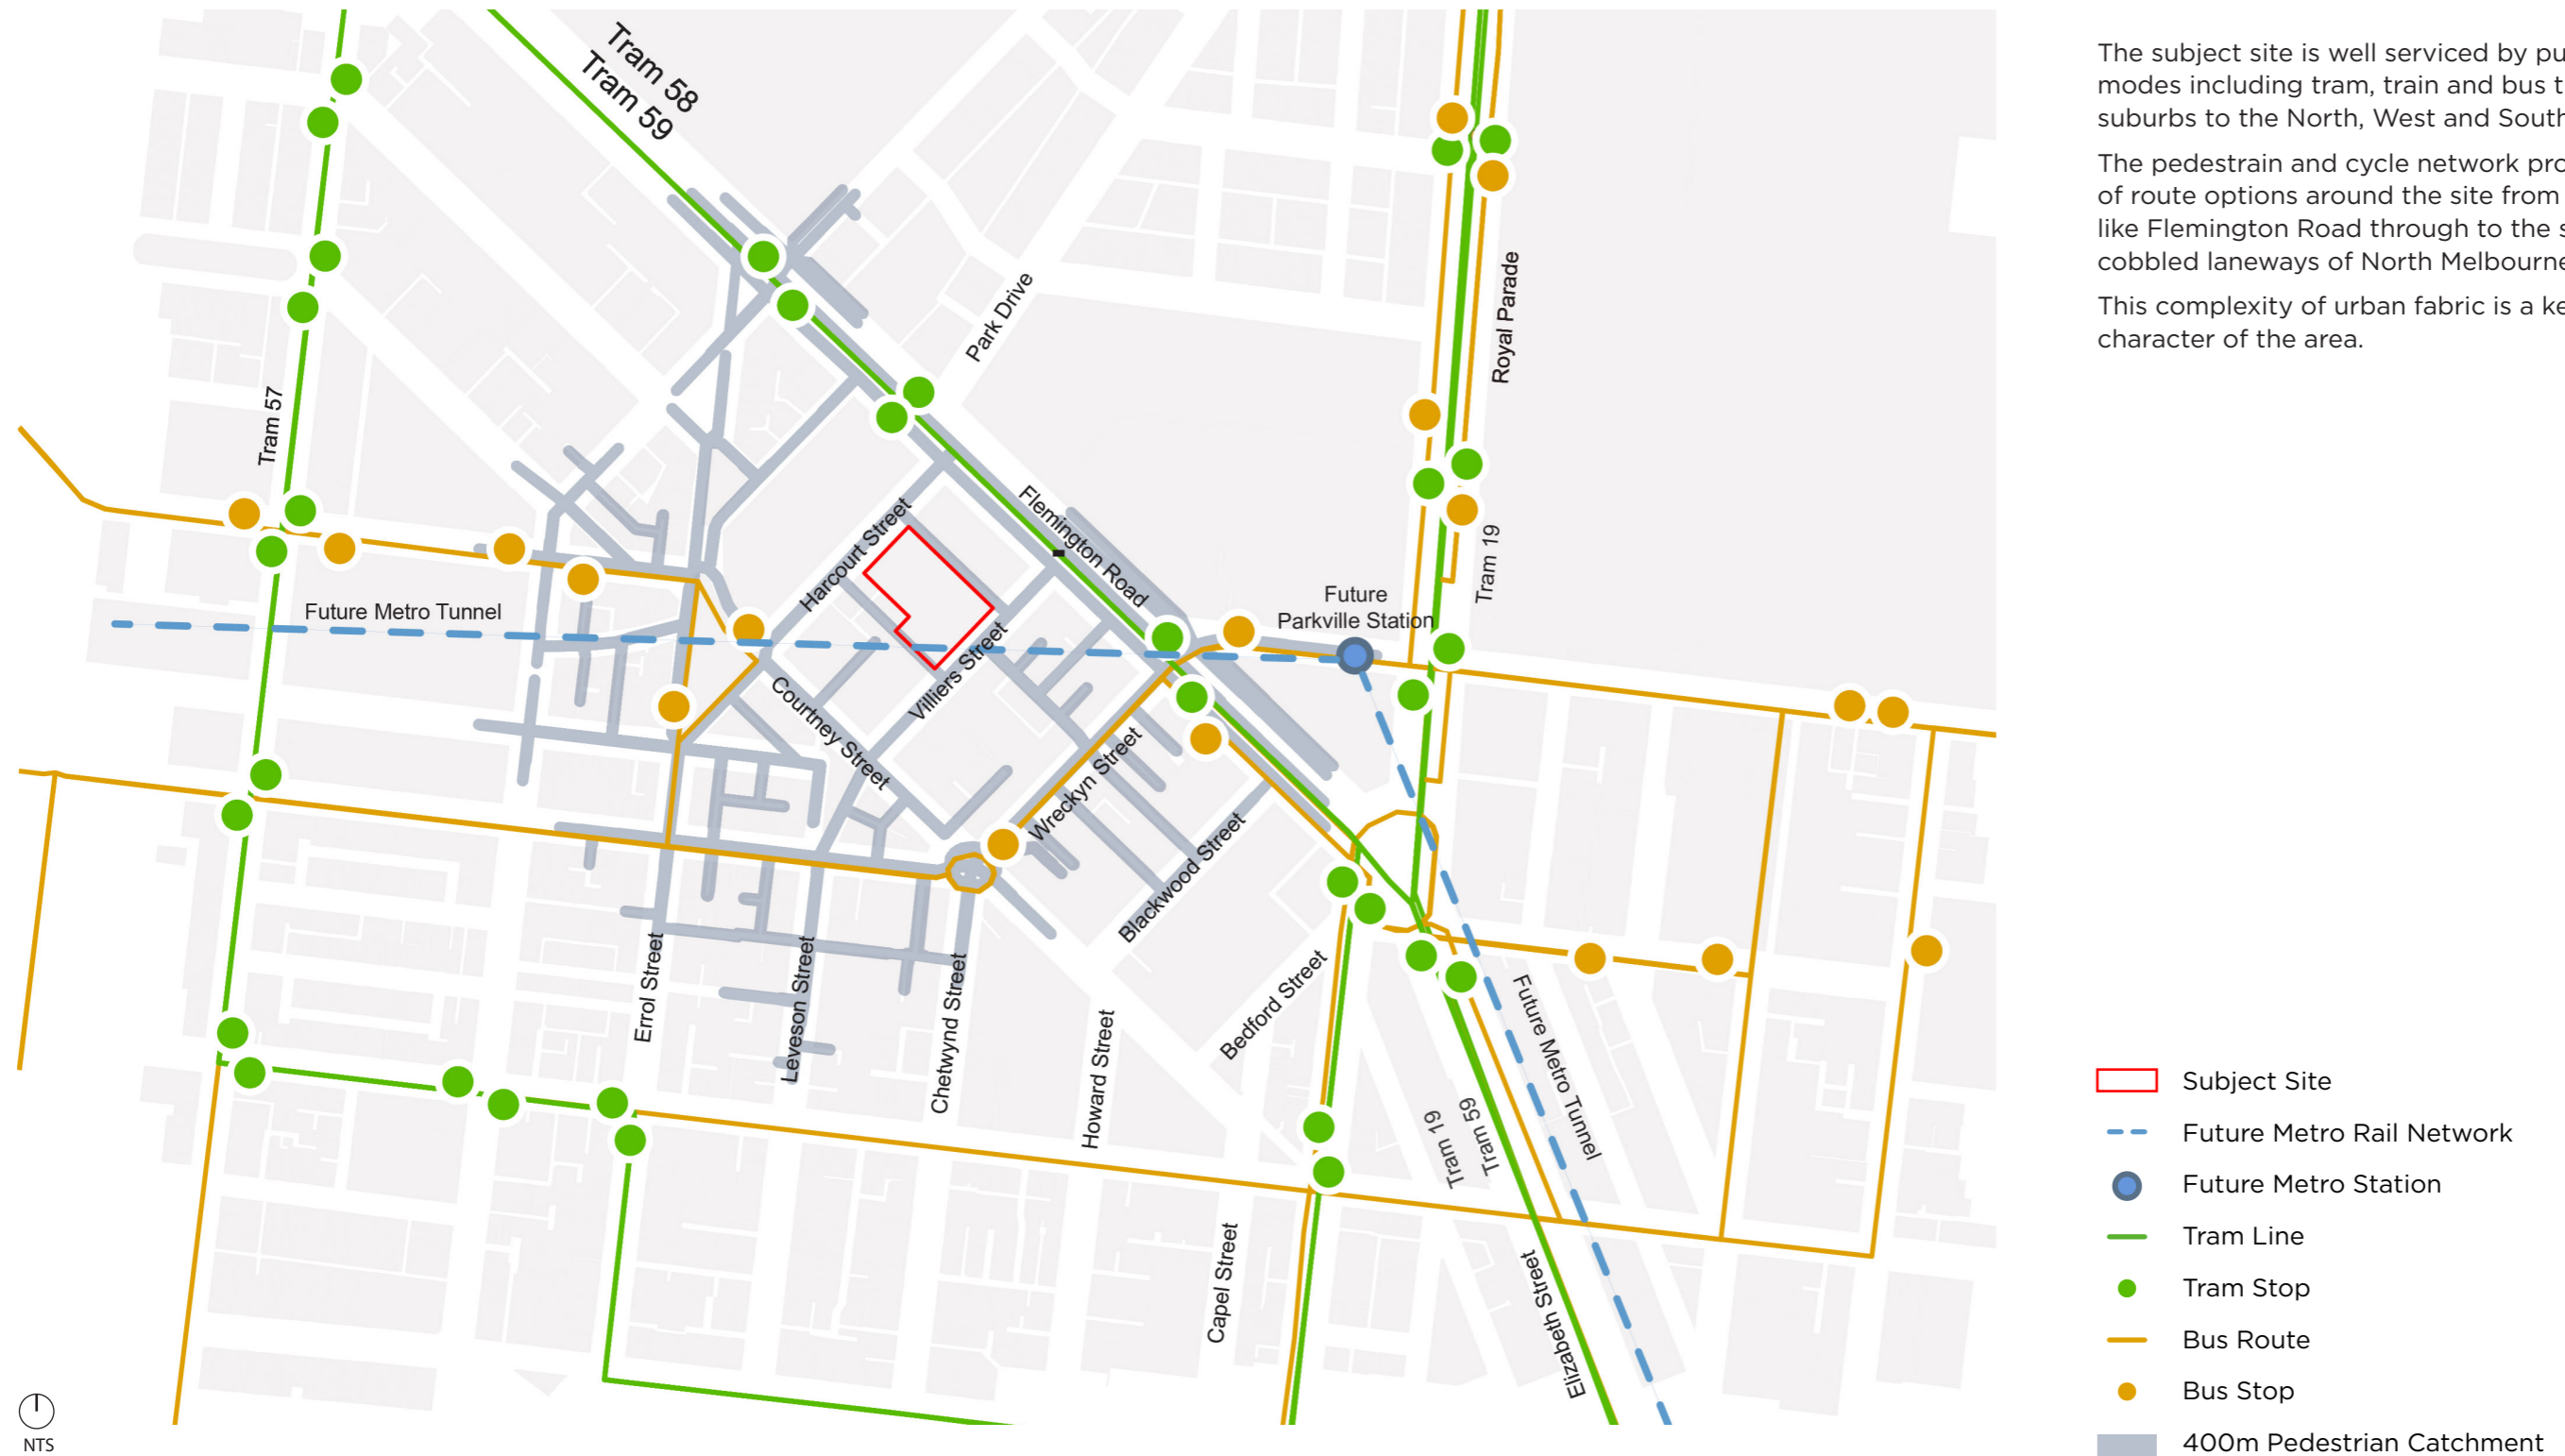 Tram 58
Tram 59
Park Drive
Royal Parade
Tram 57
Harcourt Street
Flemington Road
Tram 19
Future
Parkville Station
Future Metro Tunnel
Villiers Street
Courtney Street
Wreckyn Street
Blackwood Street
Errol Street
Leveson Street
Chetwynd Street
Howard Street
Bedford Street
Capel Street
Tram 19
Tram 59
Future Metro Tunnel
Elizabeth Street
NTS
The subject site is well serviced by pu
modes including tram, train and bus t
suburbs to the North, West and South
The pedestrain and cycle network pro
of route options around the site from
like Flemington Road through to the s
cobbled laneways of North Melbourne
This complexity of urban fabric is a ke
character of the area.
Subject Site
Future Metro Rail Network
Future Metro Station
Tram Line
Tram Stop
Bus Route
Bus Stop
400m Pedestrian Catchment